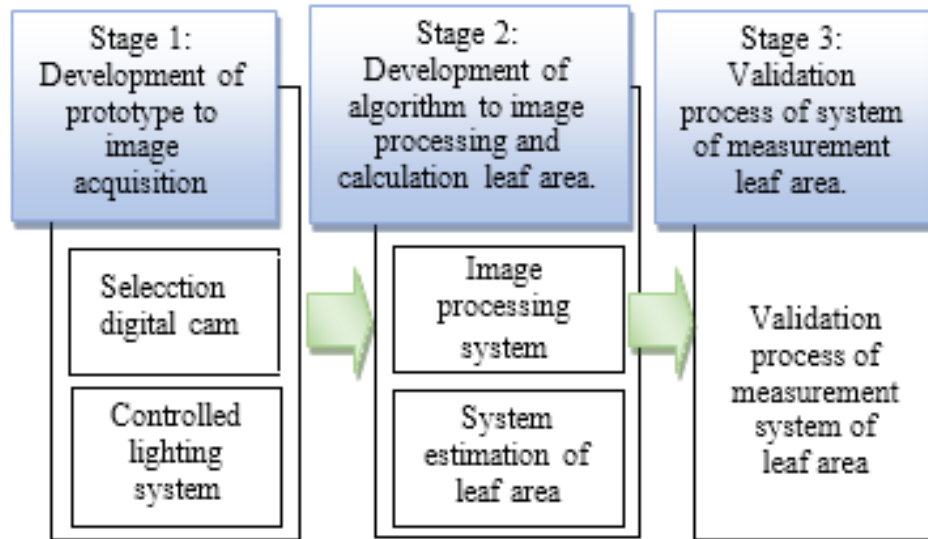 Stage 1:
Development of
prototype to
image
acquisition
Selecction
digital cam
Controlled
lighting
system
Stage 2:
Development of
algorithm to image
processing and
calculation leaf area.
Image
processing
system
System
estimation of
leaf area
Stage 3:
Validation
process of system
of measurement
leaf area.
Validation
process of
measurement
system of
leaf area